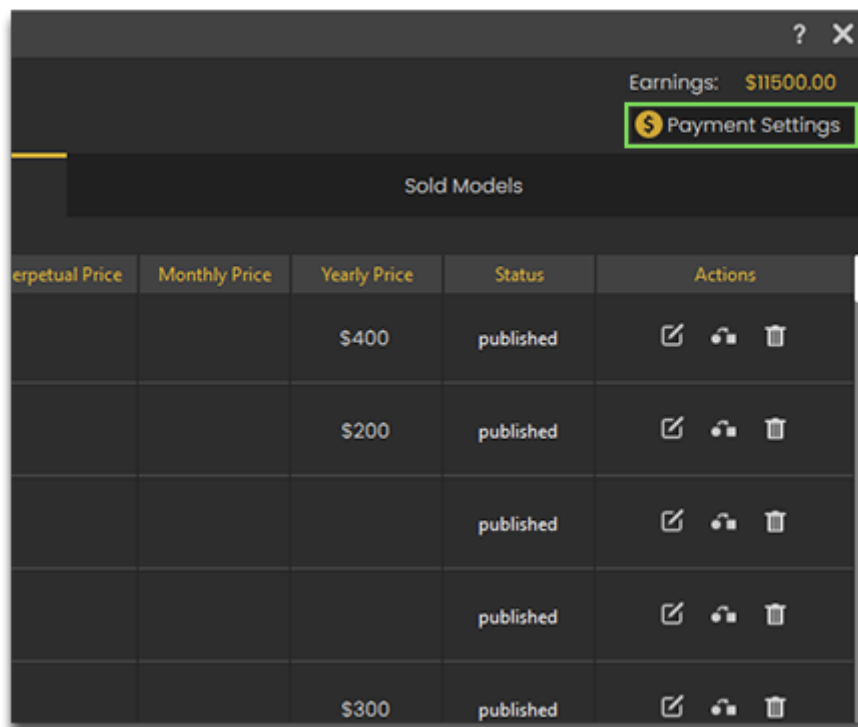 ?
Earnings: $11500.00
$ Payment Settings
Sold Models
erpetual Price Monthly Price Yearly Price Status Actions
$400 published
$200 published
published
published
$300 published